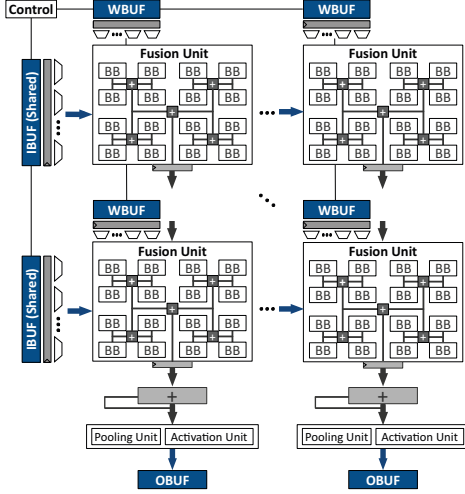 Control WBUF WBUF
Fusion Unit Fusion Unit
BB BB BB BB BB BB BB BB
+ + + +
BB BB BB BB BB BB BB BB
IBUF (Shared)
+ +
BB BB BB BB BB BB BB BB
+ + + +
BB BB BB BB BB BB BB BB
WBUF WBUF
Fusion Unit Fusion Unit
BB BB BB BB BB BB BB BB
+ + + +
BB BB BB BB BB BB BB BB
IBUF (Shared)
+ +
BB BB BB BB BB BB BB BB
+ + + +
BB BB BB BB BB BB BB BB
+ +
Pooling Unit Activation Unit Pooling Unit Activation Unit
OBUF OBUF